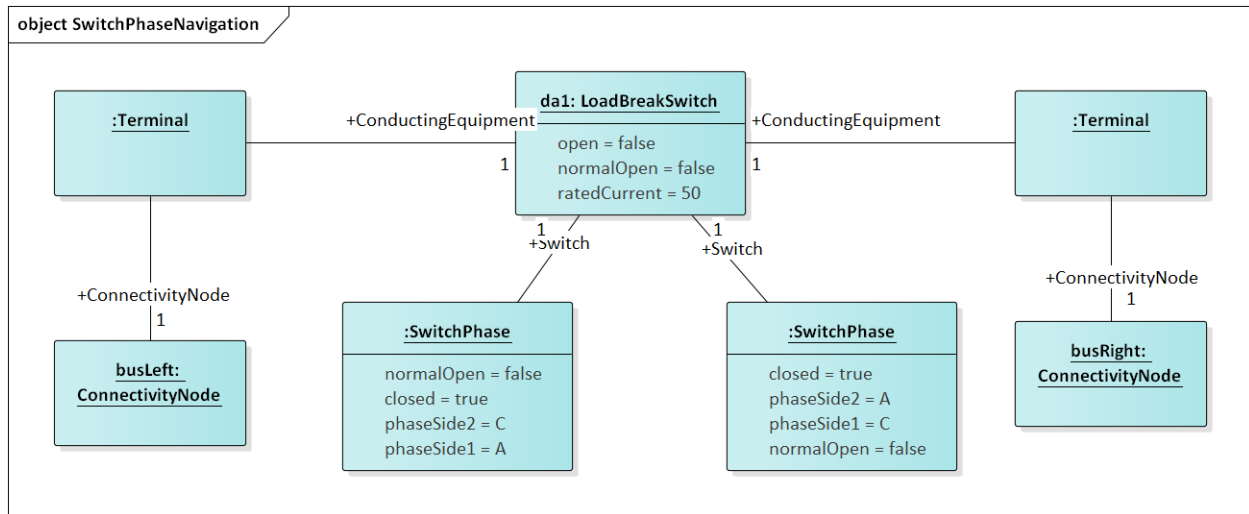 object SwitchPhaseNavigation
:Terminal
+ConductingEquipment
1
da1: LoadBreakSwitch
open = false
normalOpen = false
ratedCurrent = 50
+ConductingEquipment
1
:Terminal
1
+Switch
1
+Switch
+ConnectivityNode
1
busLeft:
ConnectivityNode
:SwitchPhase
normalOpen = false
closed = true
phaseSide2 = C
phaseSide1 = A
:SwitchPhase
closed = true
phaseSide2 = A
phaseSide1 = C
normalOpen = false
+ConnectivityNode
1
busRight:
ConnectivityNode